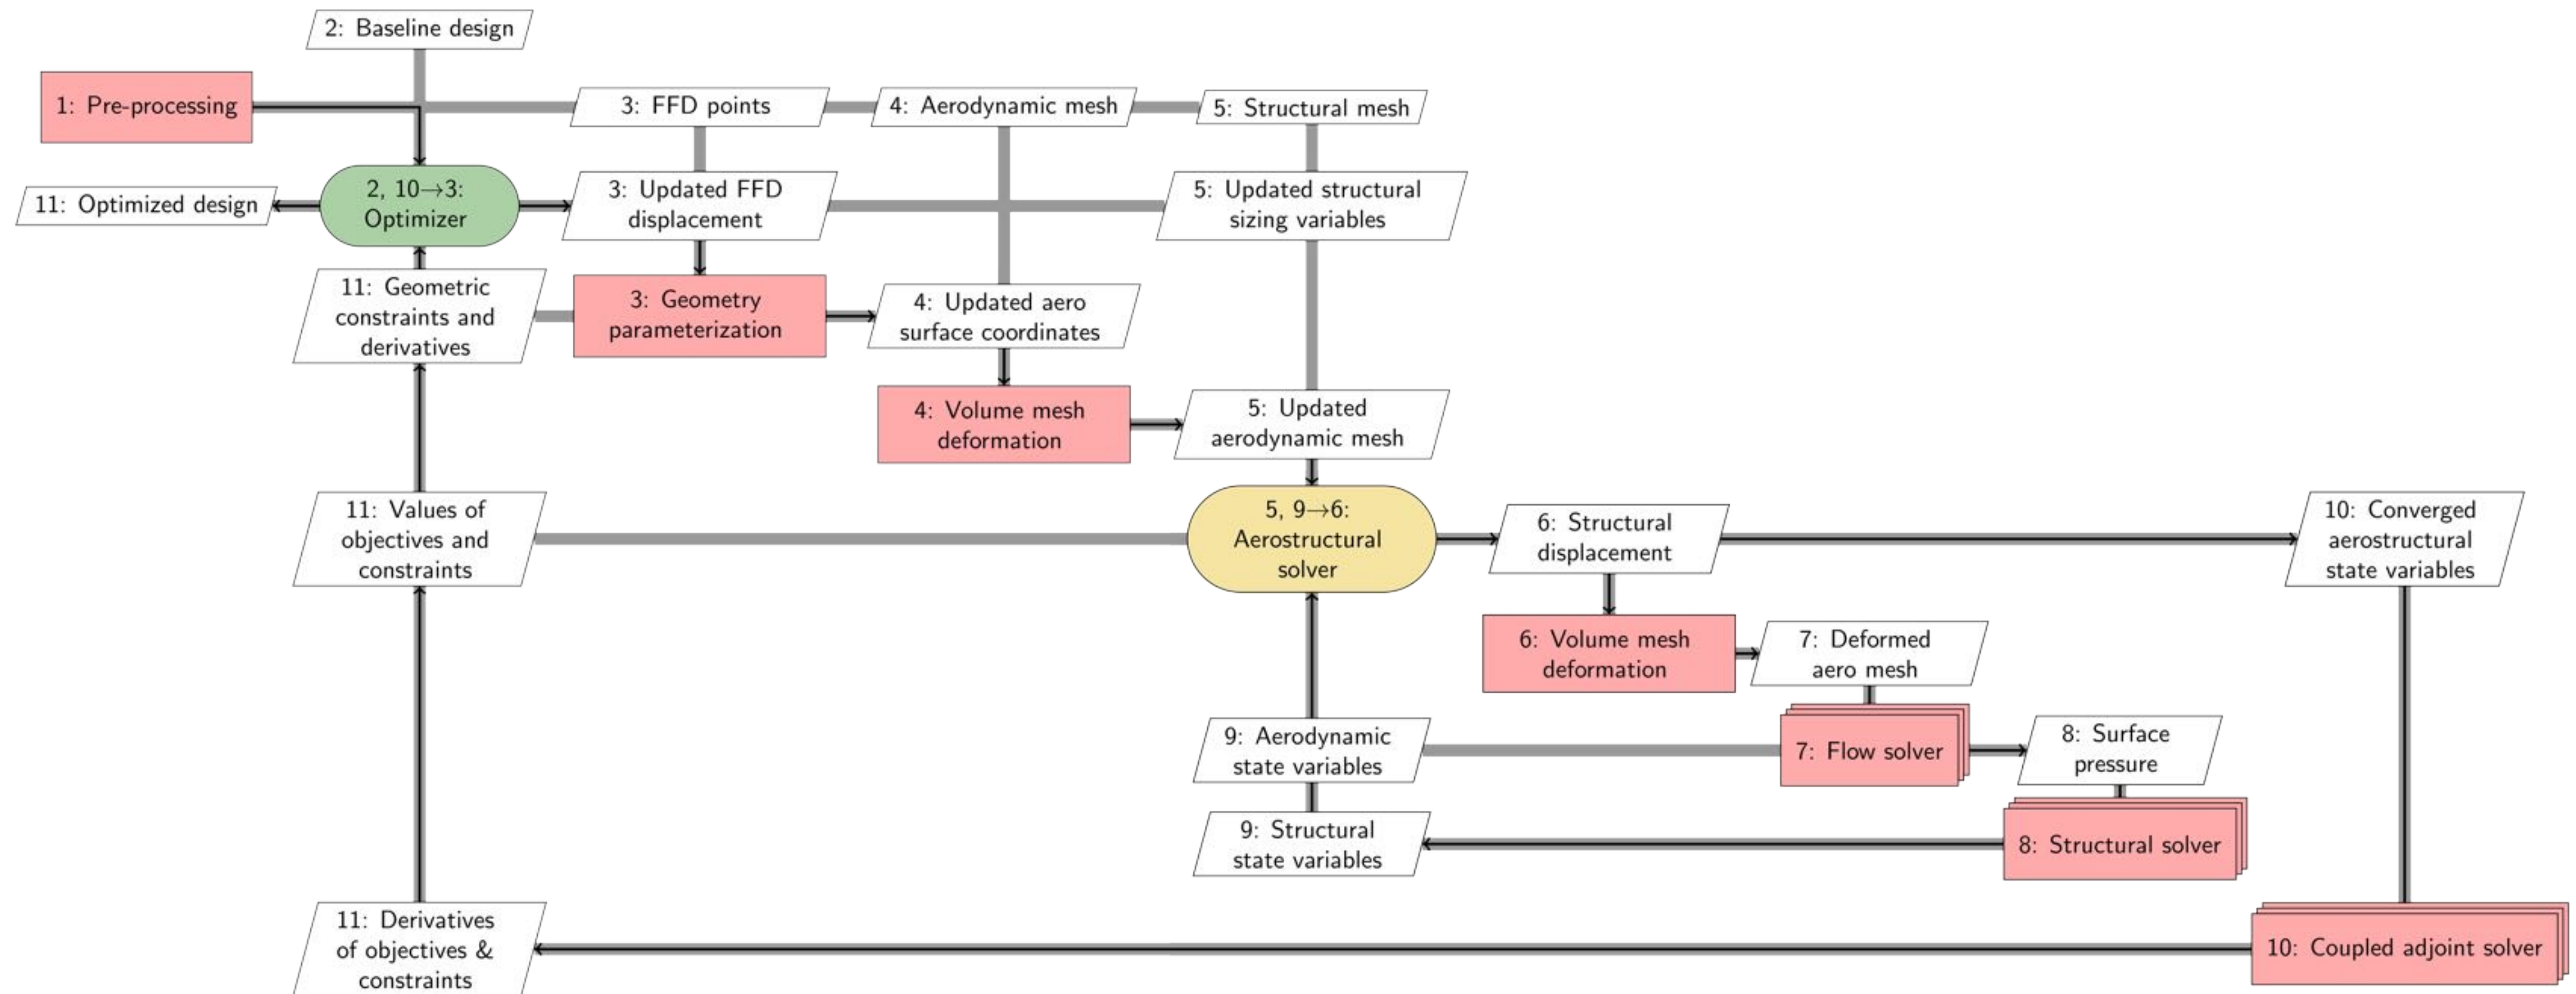 2: Baseline design
1: Pre-processing
3: FFD points
4: Aerodynamic mesh
5: Structural mesh
11: Optimized design
2, 10→3:
Optimizer
3: Updated FFD
displacement
5: Updated structural
sizing variables
11: Geometric
constraints and
derivatives
3: Geometry
parameterization
4: Updated aero
surface coordinates
4: Volume mesh
deformation
5: Updated
aerodynamic mesh
11: Values of
objectives and
constraints
5, 9→6:
Aerostructural
solver
6: Structural
displacement
10: Converged
aerostructural
state variables
6: Volume mesh
deformation
7: Deformed
aero mesh
9: Aerodynamic
state variables
7: Flow solver
8: Surface
pressure
9: Structural
state variables
8: Structural solver
11: Derivatives
of objectives &
constraints
10: Coupled adjoint solver